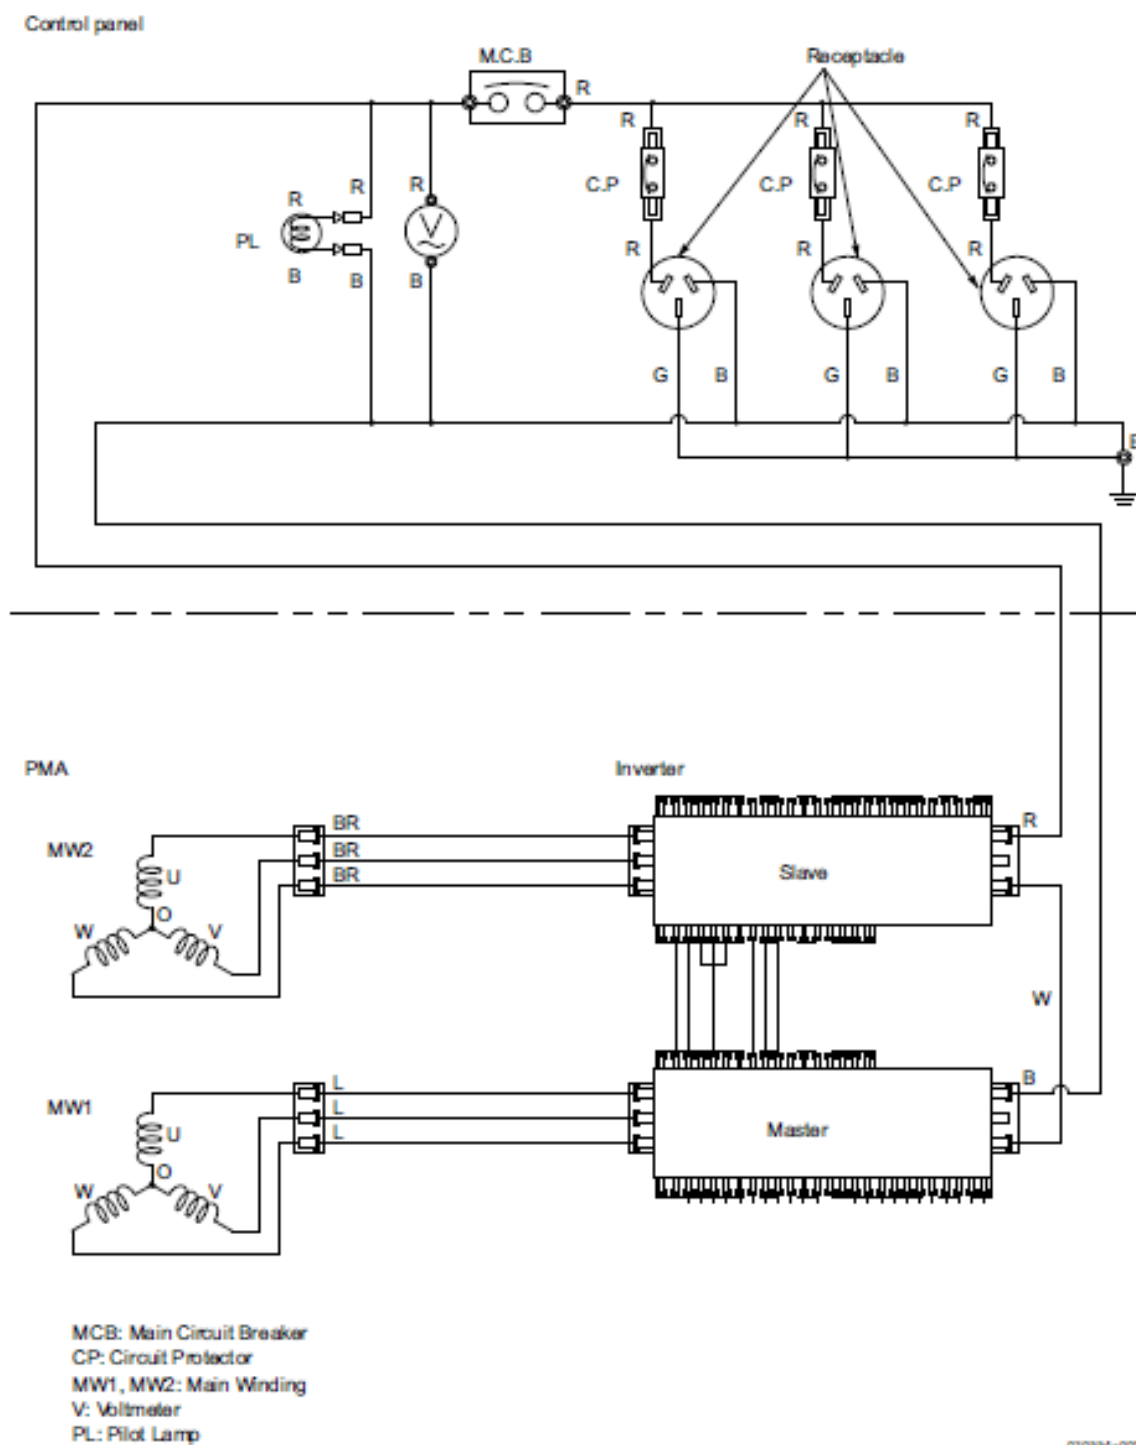 Control panel
M.C.B
Receptacle
R
R R R
C.P C.P C.P
R R R
PL
R R R
V
B B B
G B G B G B
E
PMA
Inverter
MW2
BR
BR
BR
R
U
O
W V
Slave
W
MW1
L
L
L
B
U
O
W V
Master
MCB: Main Circuit Breaker
CP: Circuit Protector
MW1, MW2: Main Winding
V: Voltmeter
PL: Pilot Lamp